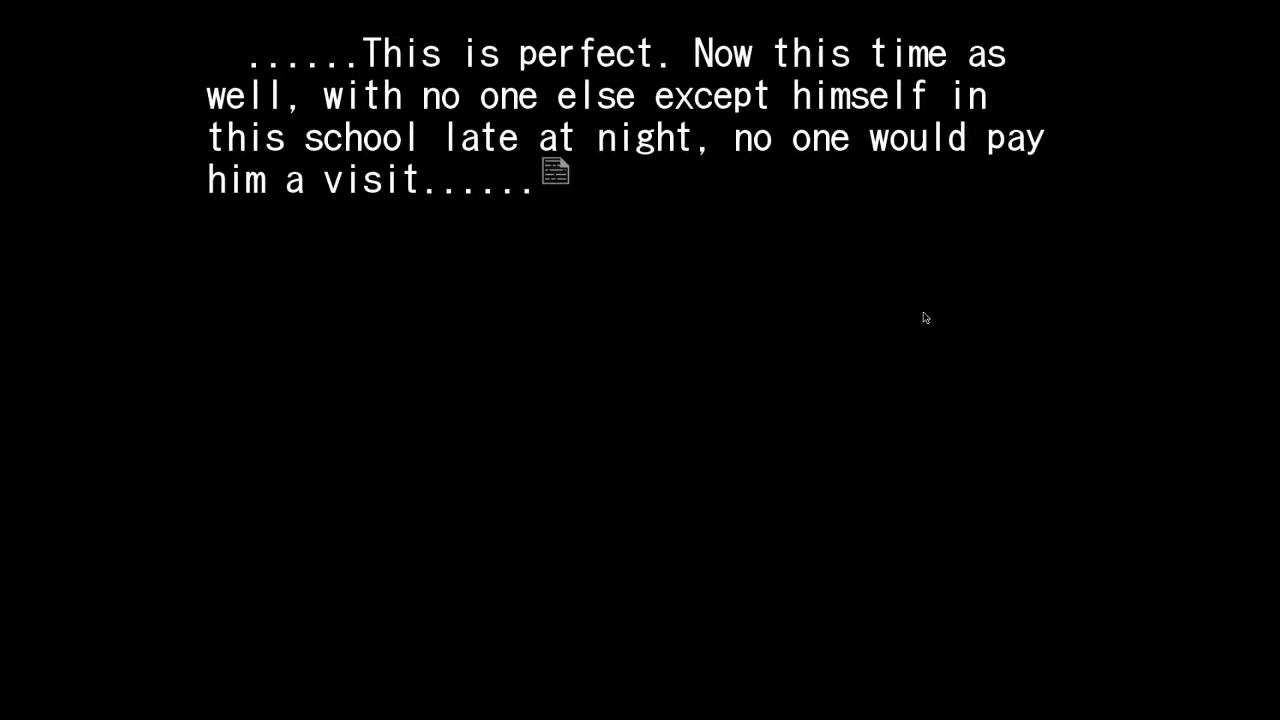 ......This is perfect. Now this time as
well, with no one else except himself in
this school late at night, no one would pay
him a visit......